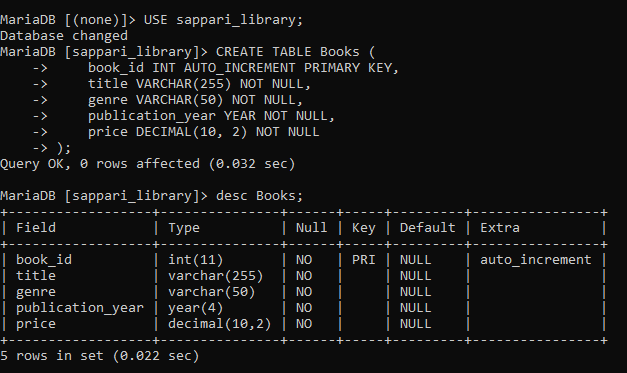 MariaDB [(none)]> USE sappari_library;
Database changed
MariaDB [sappari_library]> CREATE TABLE Books (
    ->     book_id INT AUTO_INCREMENT PRIMARY KEY,
    ->     title VARCHAR(255) NOT NULL,
    ->     genre VARCHAR(50) NOT NULL,
    ->     publication_year YEAR NOT NULL,
    ->     price DECIMAL(10, 2) NOT NULL
    -> );
Query OK, 0 rows affected (0.032 sec)
MariaDB [sappari_library]> desc Books;
+------------------+---------------+------+-----+---------+----------------+
| Field            | Type          | Null | Key | Default | Extra          |
+------------------+---------------+------+-----+---------+----------------+
| book_id          | int(11)       | NO   | PRI | NULL    | auto_increment |
| title            | varchar(255)  | NO   |     | NULL    |                |
| genre            | varchar(50)   | NO   |     | NULL    |                |
| publication_year | year(4)       | NO   |     | NULL    |                |
| price            | decimal(10,2) | NO   |     | NULL    |                |
+------------------+---------------+------+-----+---------+----------------+
5 rows in set (0.022 sec)